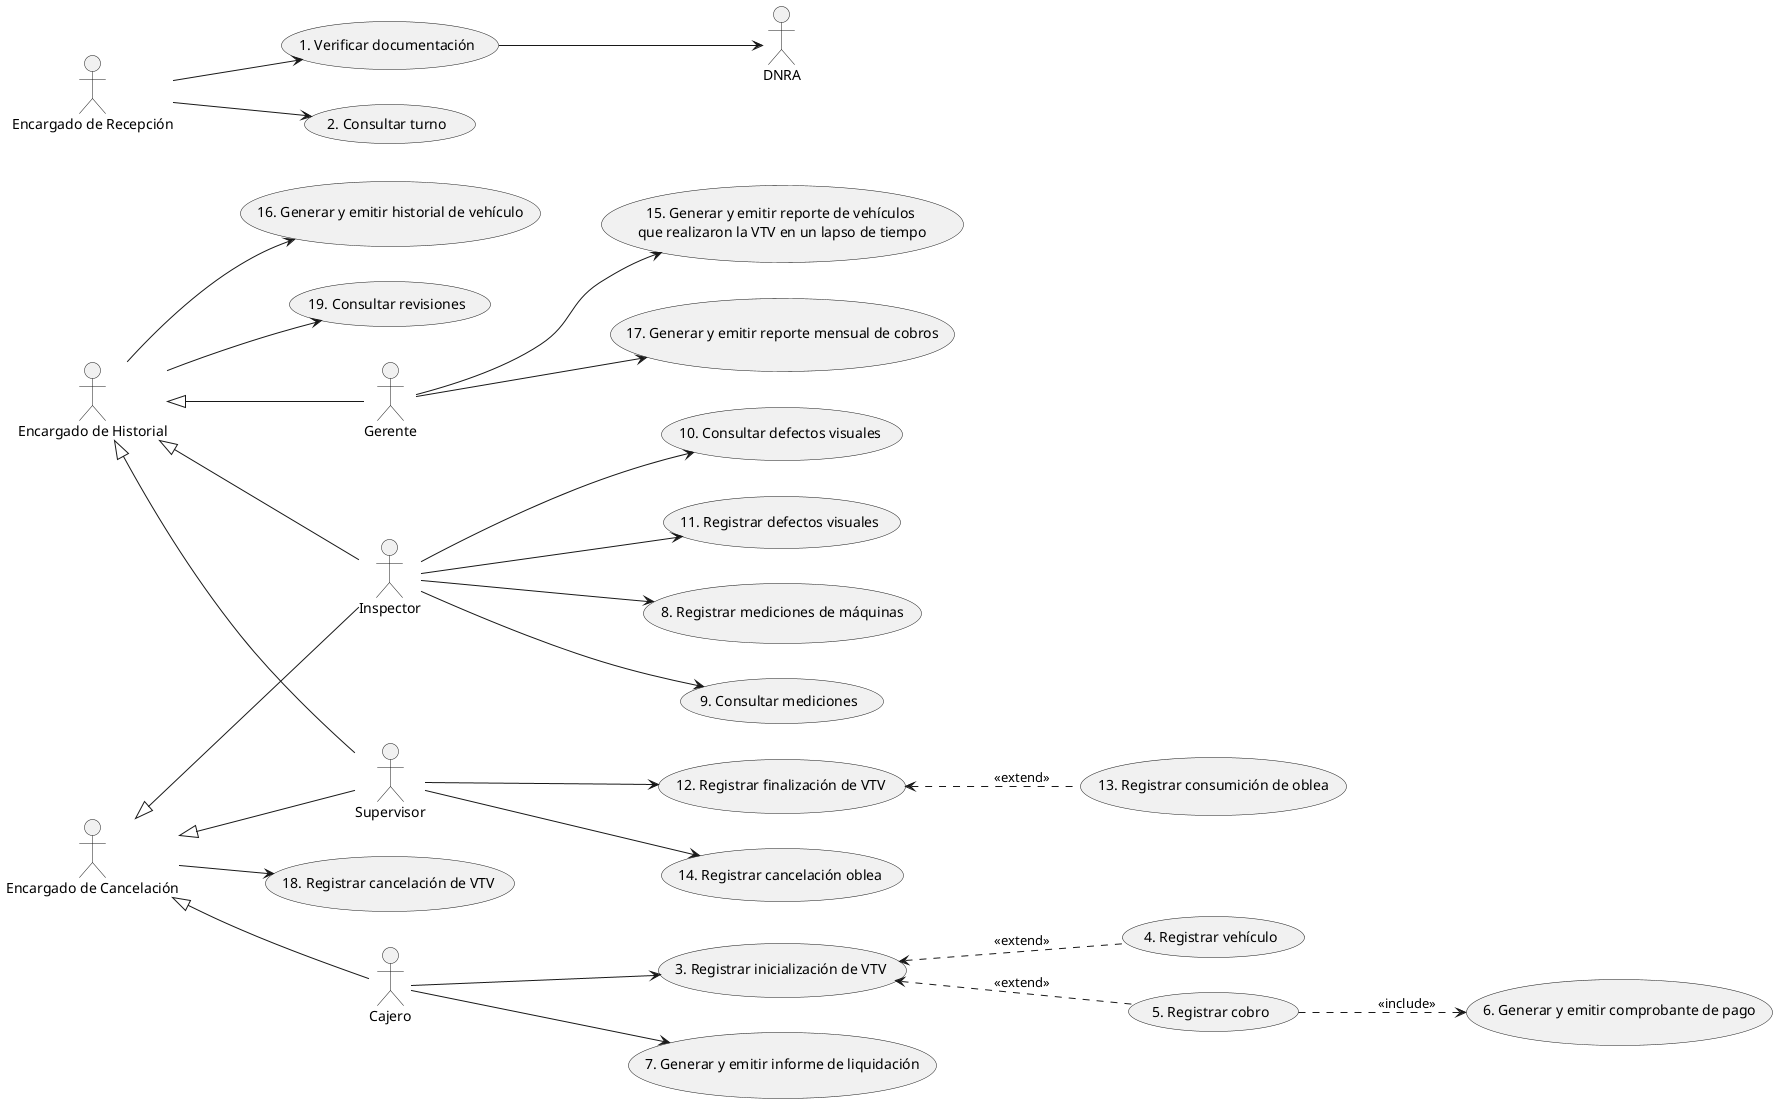 1. Verificar documentación
DNRA
Encargado de Recepción
2. Consultar turno
16. Generar y emitir historial de vehículo
15. Generar y emitir reporte de vehículos
que realizaron la VTV en un lapso de tiempo
19. Consultar revisiones
17. Generar y emitir reporte mensual de cobros
Encargado de Historial
Gerente
10. Consultar defectos visuales
11. Registrar defectos visuales
Inspector
8. Registrar mediciones de máquinas
9. Consultar mediciones
Supervisor
12. Registrar finalización de VTV
«extend»
13. Registrar consumición de oblea
14. Registrar cancelación oblea
Encargado de Cancelación
18. Registrar cancelación de VTV
3. Registrar inicialización de VTV
«extend»
4. Registrar vehículo
«extend»
5. Registrar cobro
«include»
6. Generar y emitir comprobante de pago
Cajero
7. Generar y emitir informe de liquidación